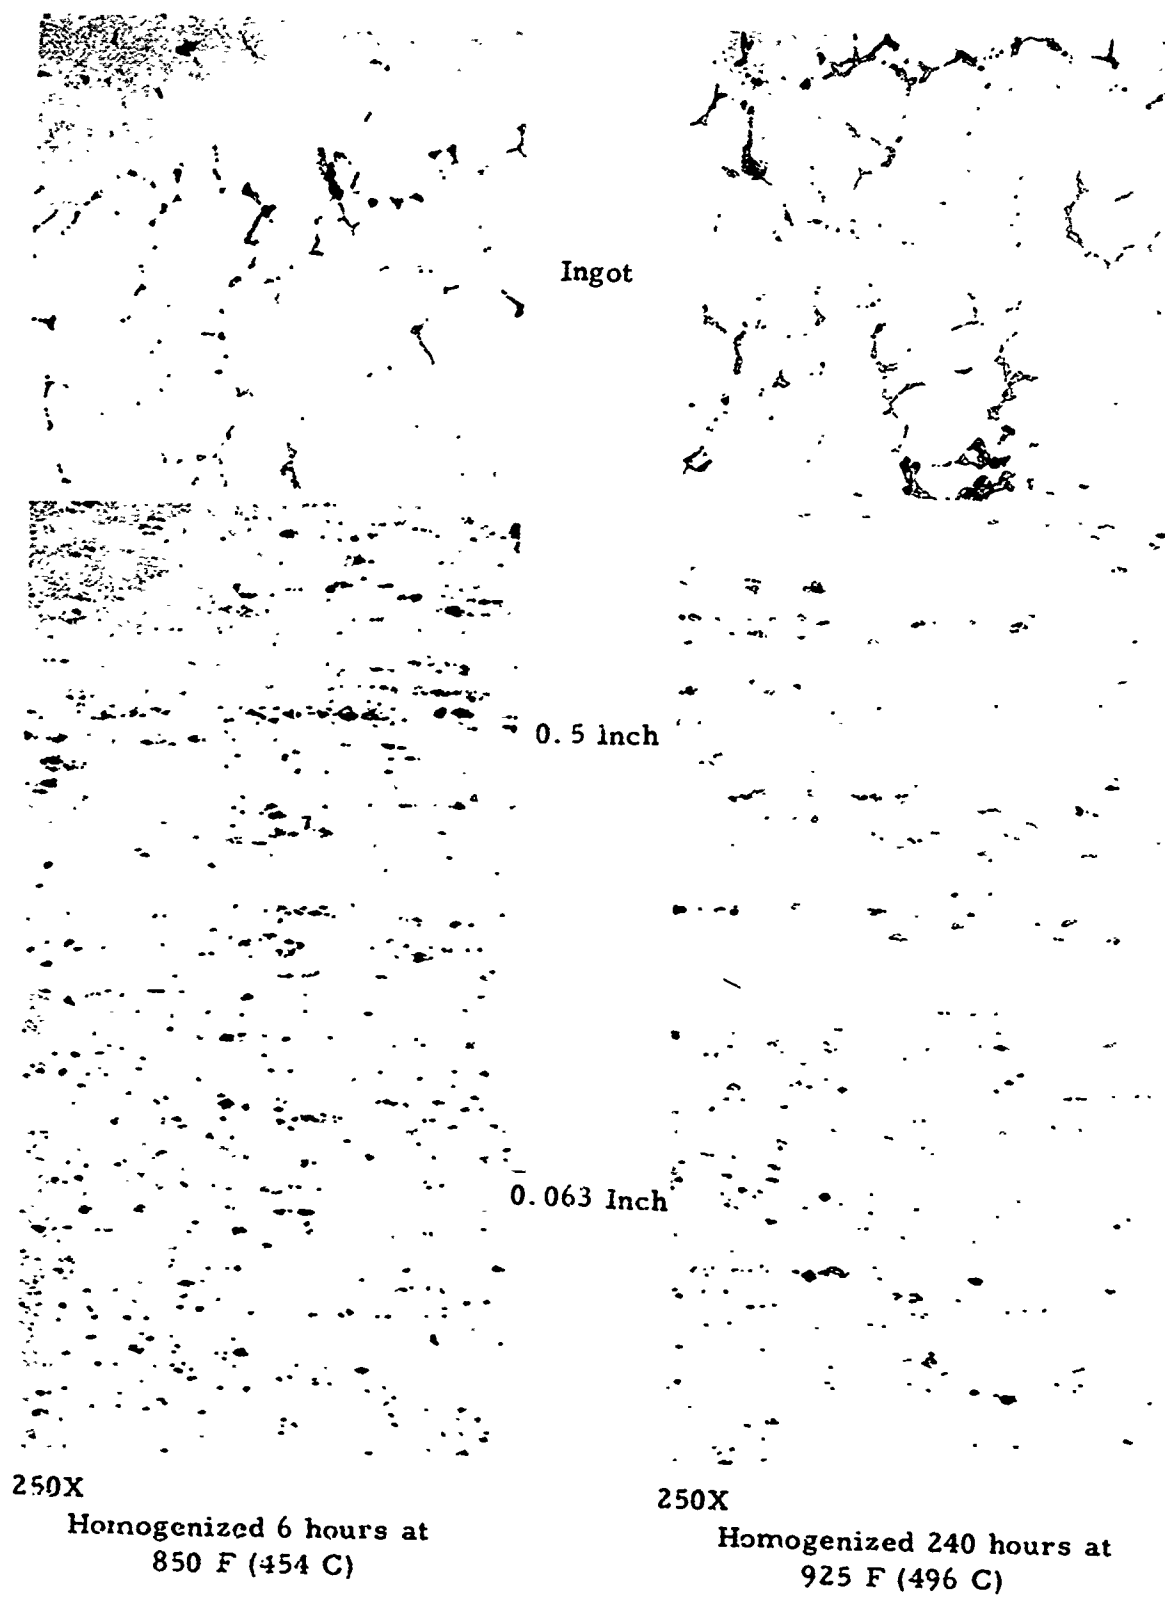 Ingot
0.5 Inch
0.063 Inch
250X
Homogenized 6 hours at
850 F (454 C)
250X
Homogenized 240 hours at
925 F (496 C)